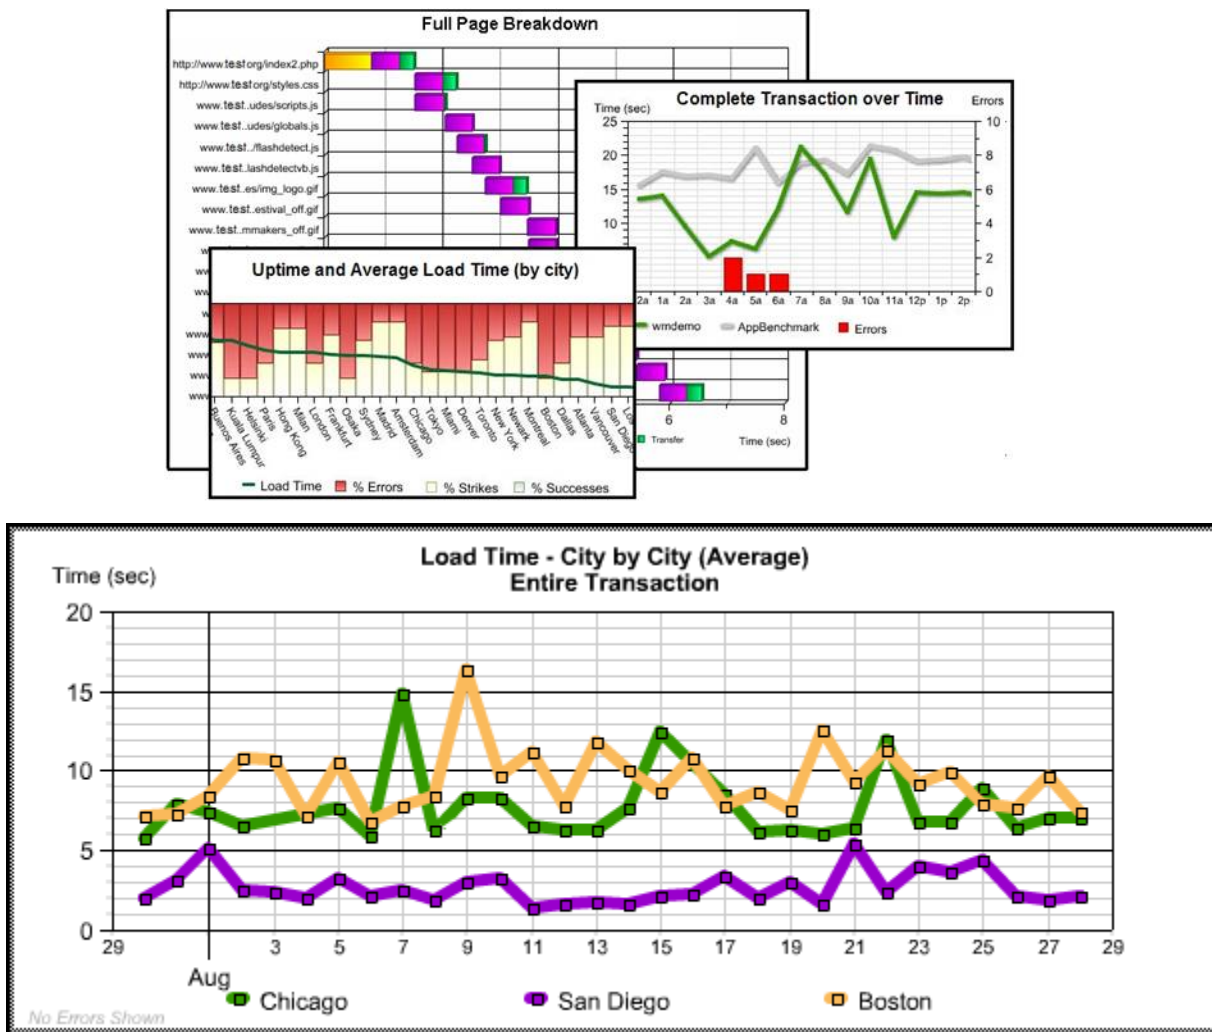 Full Page Breakdown
http://www.testorg/index2.php
http://www.testorg/styles.css
www.test..udes/scripts.js
www.test..udes/globals.js
www.test../flashdetect.js
www.test..lashdetectvb.js
www.test..es/img_logo.gif
www.test..estival_off.gif
www.test..mmakers_off.gif
6 8
Transfer Time (sec)
Complete Transaction over Time
Time (sec) Errors
25 10
20 8
15 6
10 4
2
0
2a 1a 2a 3a 4a 5a 6a 7a 8a 9a 10a 11a 12p 1p 2p
wmdemo AppBenchmark Errors
Uptime and Average Load Time (by city)
Buenos Aires
Kuala Lumpur
Helsinki
Paris
Hong Kong
Milan
London
Frankfurt
Osaka
Sydney
Madrid
Amsterdam
Chicago
Tokyo
Miami
Denver
Toronto
New York
Newark
Montreal
Boston
Dallas
Atlanta
Vancouver
San Diego
Los
Load Time % Errors % Strikes % Successes
Load Time - City by City (Average)
Entire Transaction
Time (sec)
20
15
10
5
0
29 3 5 7 9 11 13 15 17 19 21 23 25 27 29
Aug
Chicago San Diego Boston
No Errors Shown